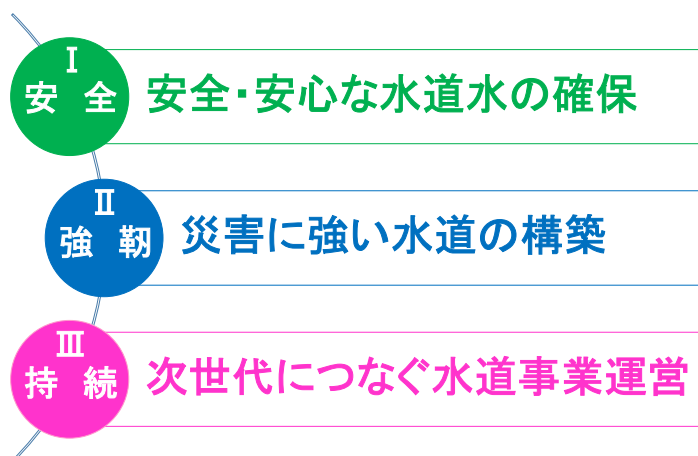 Ⅰ
安 全
安全・安心な水道水の確保
Ⅱ
強 靭
災害に強い水道の構築
Ⅲ
持 続
次世代につなぐ水道事業運営